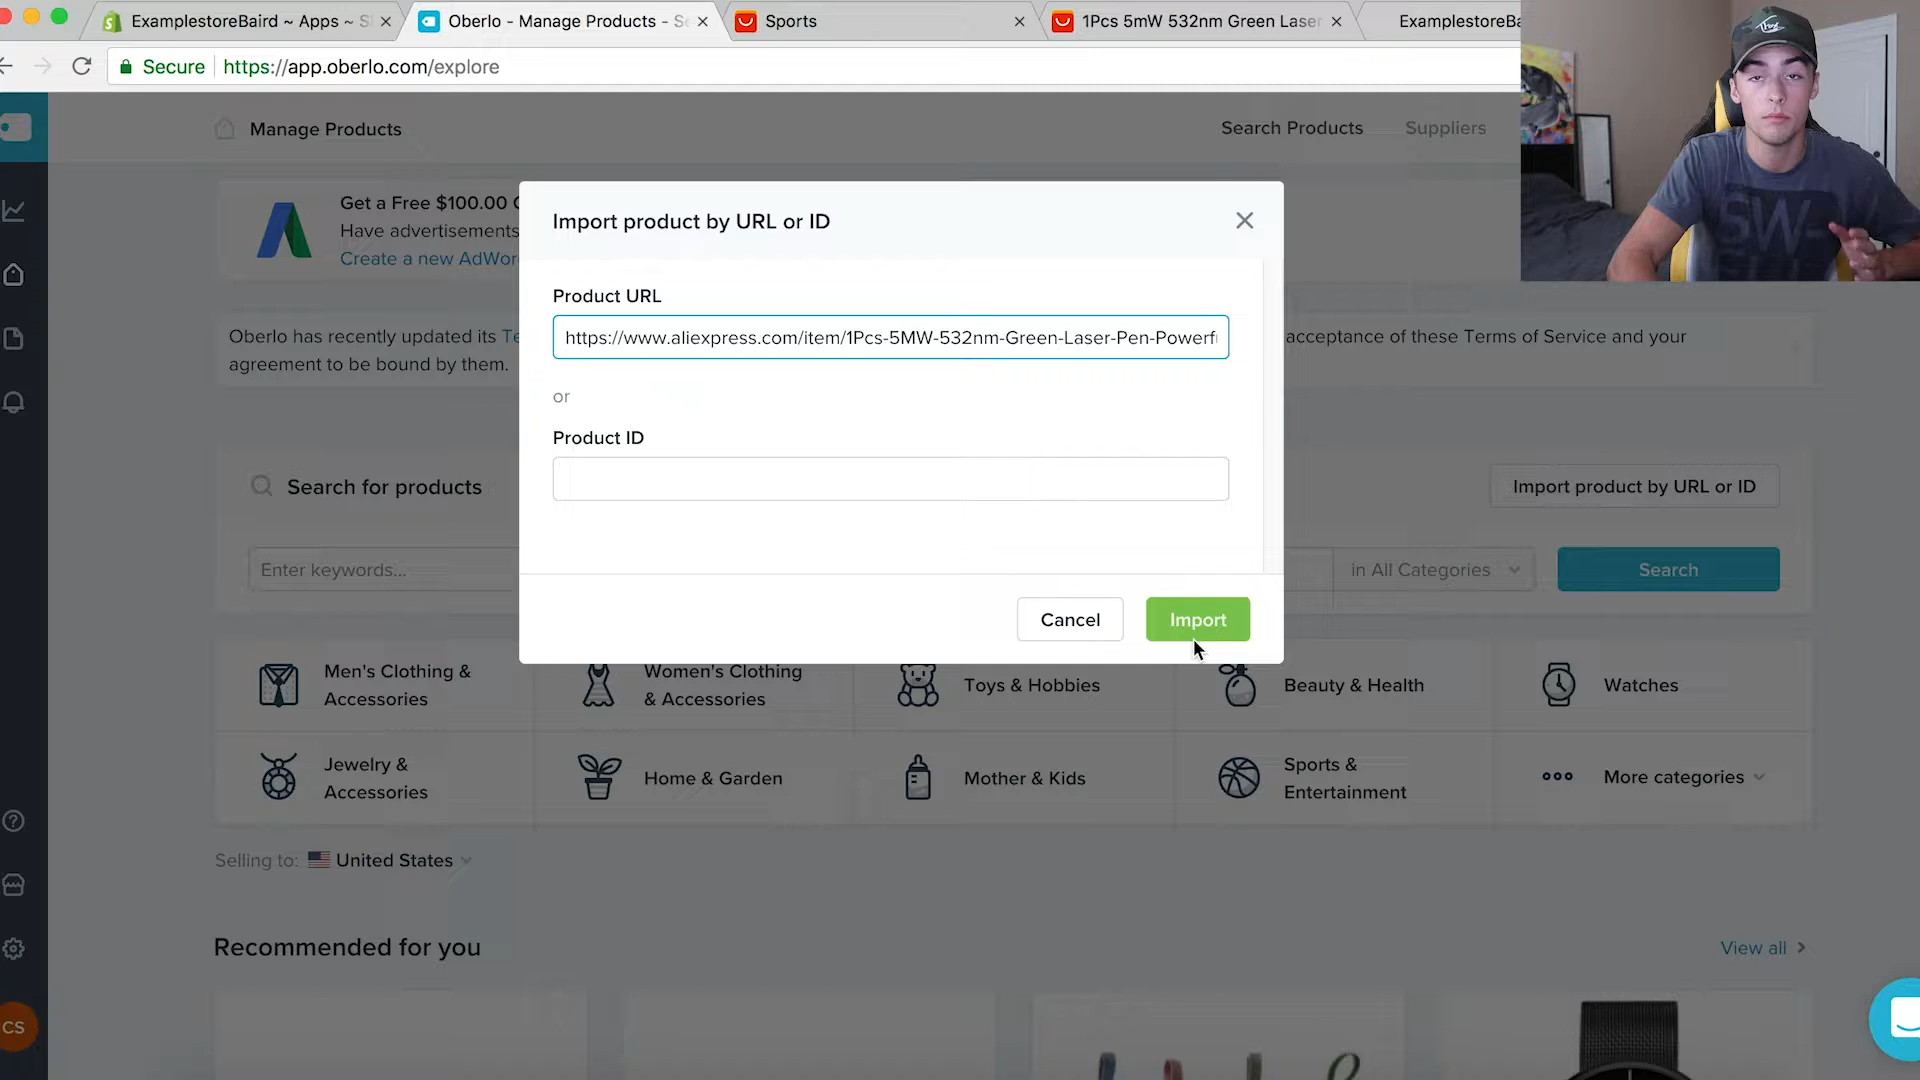 ExamplestoreBaird ~ Apps ~ S
Oberlo - Manage Products - S
Sports
1Pcs 5mW 532nm Green Laser
ExamplestoreBa
Secure
https://app.oberlo.com/explore
Manage Products
Search Products
Suppliers
Get a Free $100.00
Have advertisements
Create a new AdWor
Oberlo has recently updated its Te
acceptance of these Terms of Service and your
agreement to be bound by them.
Import product by URL or ID
Product URL
https://www.aliexpress.com/item/1Pcs-5MW-532nm-Green-Laser-Pen-Powerf
or
Product ID
Cancel
Import
Search for products
Import product by URL or ID
Enter keywords...
in All Categories
Search
Men's Clothing &
Accessories
Women's Clothing
& Accessories
Toys & Hobbies
Beauty & Health
Watches
Jewelry &
Accessories
Home & Garden
Mother & Kids
Sports &
Entertainment
More categories
Selling to: United States
Recommended for you
View all
CS
SW